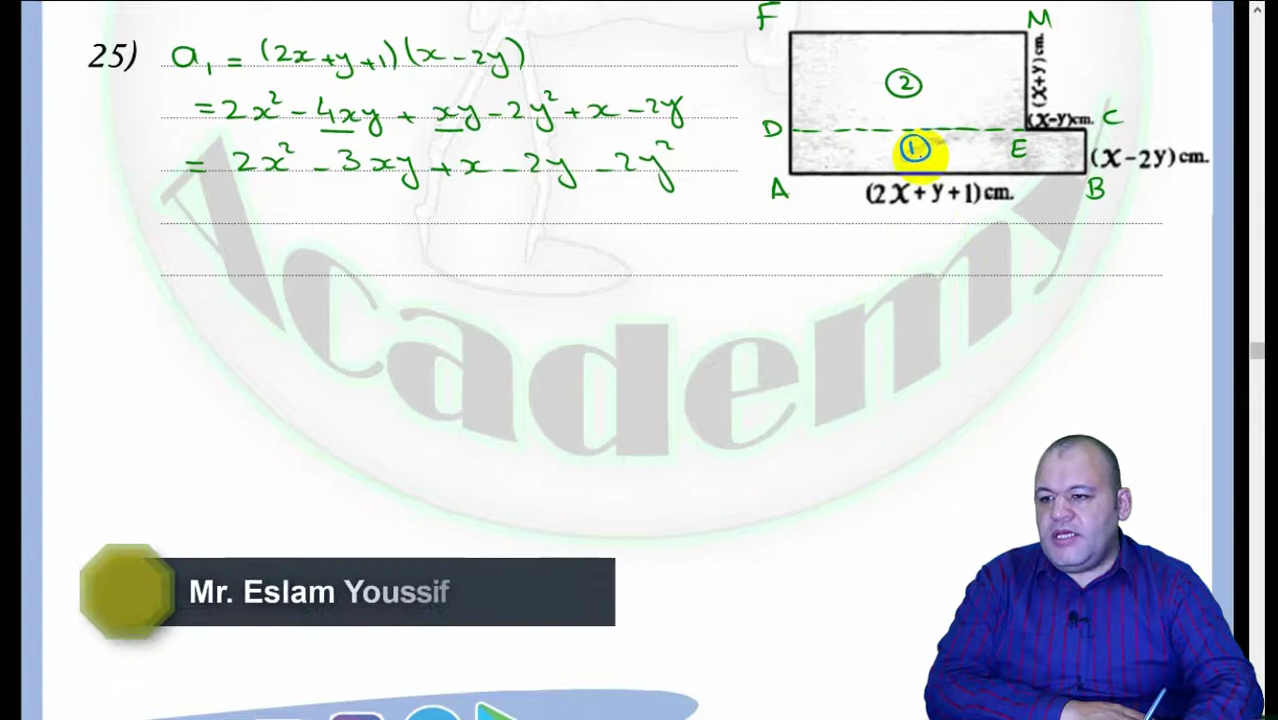 25) a₁ = (2x+y+1)(x-2y)
= 2x² - 4xy + xy - 2y² + x - 2y
= 2x² - 3xy + x - 2y - 2y²
F
M
②
(X+y)cm.
D
(X-y)cm.
C
①
E
(X-2y)cm.
A
(2X+y+1)cm.
B
Academy
Mr. Eslam Youssif